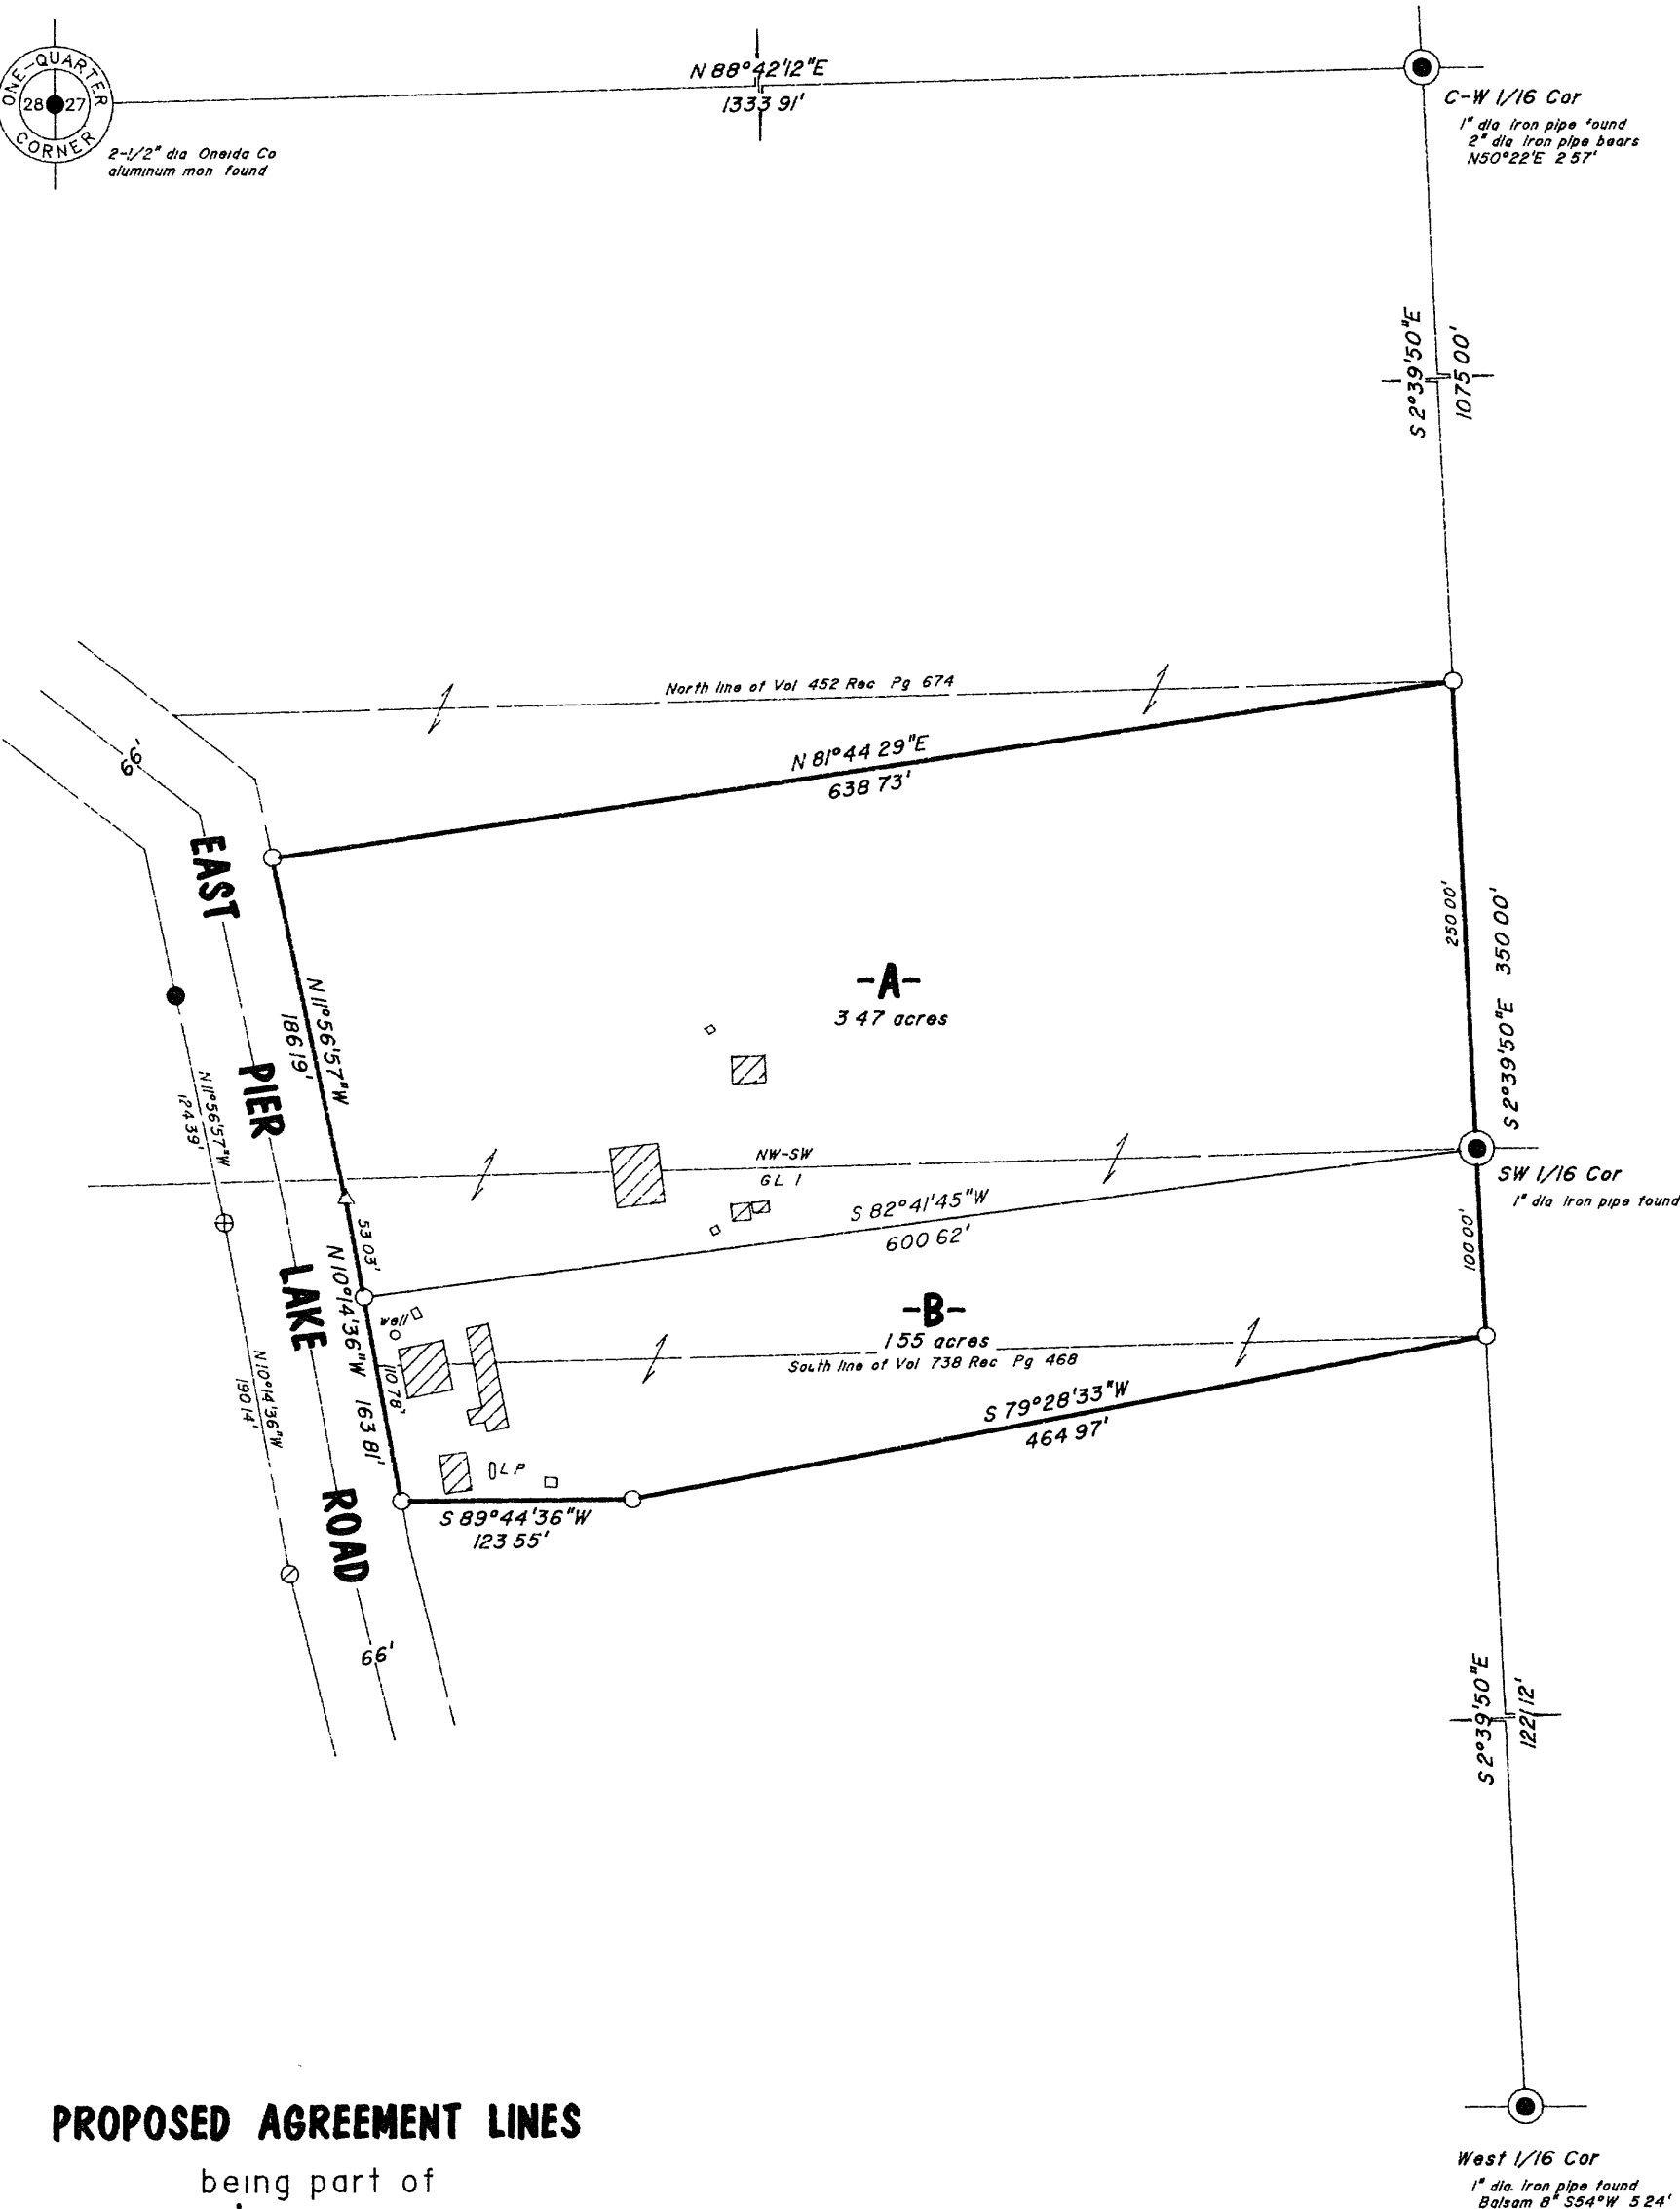 ONE-QUARTER
28 27
CORNER
2-1/2" dia Oneida Co
aluminum mon found
N 88°42'12"E
1333 91'
C-W 1/16 Cor
1" dia iron pipe found
2" dia iron pipe bears
N50°22'E 2 57'
S 2°39'50"E
1075 00'
North line of Vol 452 Rec Pg 674
66'
N 81°44 29"E
638 73'
EAST PIER LAKE ROAD
N 11°56'57"W
186 19'
-A-
3 47 acres
250 00'
S 2°39'50"E 350 00'
N 11°56'57"W
124 39'
NW-SW
GL 1
SW 1/16 Cor
1" dia iron pipe found
S 82°41'45"W
600 62'
53 03'
100 00'
N 10°14'36"W 163 81'
110 78'
well
-B-
1 55 acres
South line of Vol 738 Rec Pg 468
N 10°14'36"W
190 14'
S 79°28'33"W
464 97'
L P
S 89°44'36"W
123 55'
66'
S 2°39'50"E
1221 12'
West 1/16 Cor
1" dia. iron pipe found
Balsam 8" S54°W 5 24'
PROPOSED AGREEMENT LINES
being part of